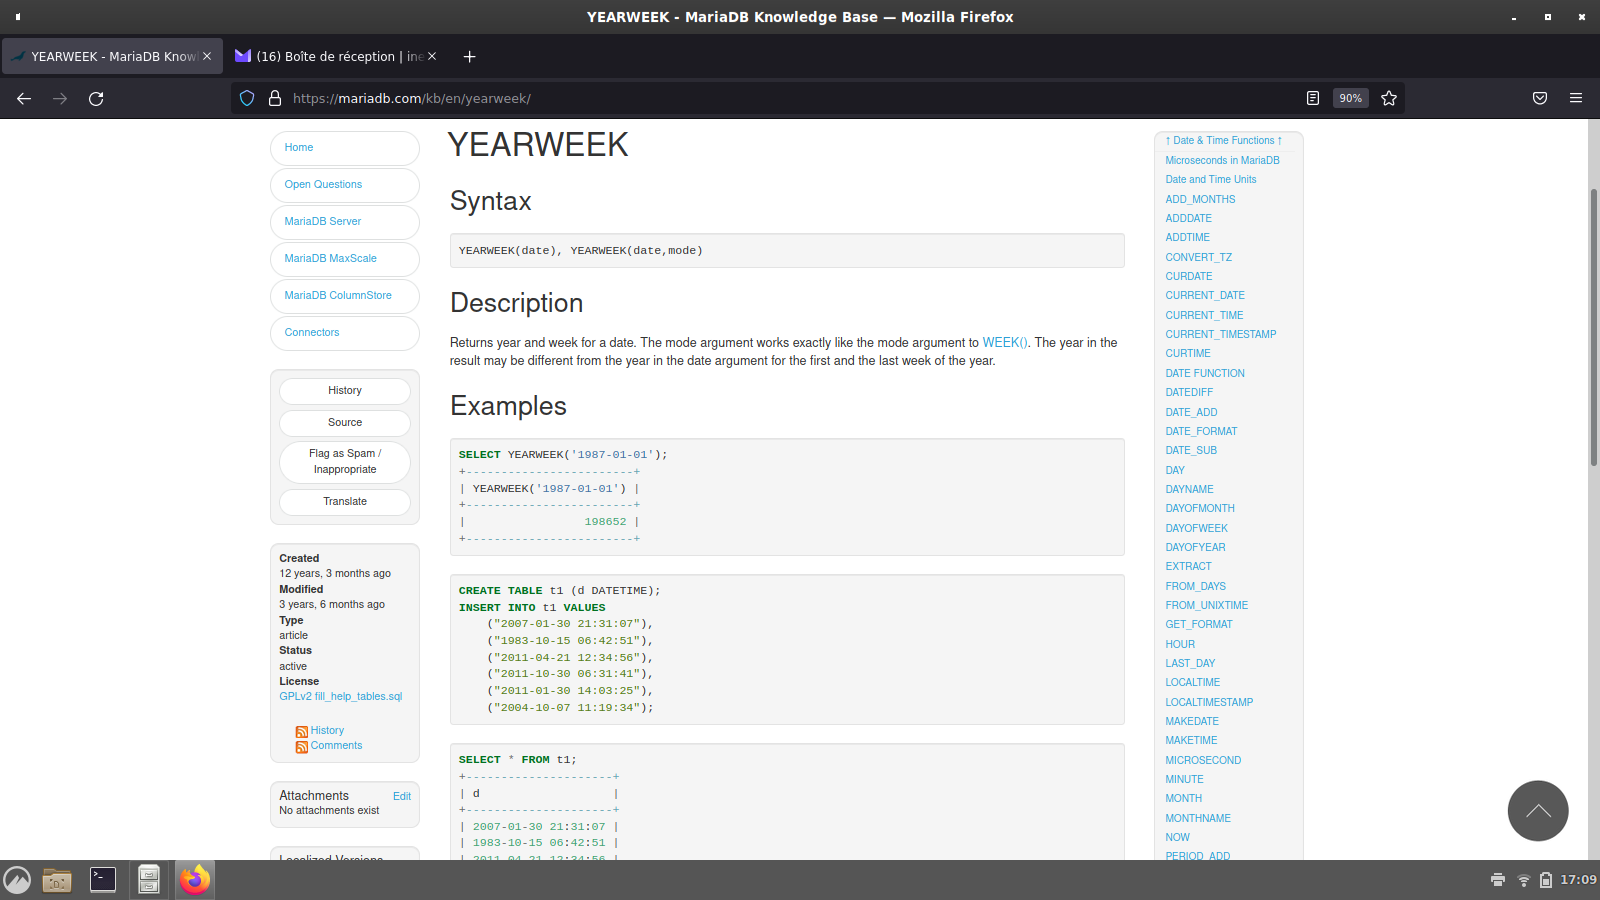 YEARWEEK - MariaDB Knowledge Base — Mozilla Firefox
YEARWEEK - MariaDB Know
(16) Boîte de réception | ine
https://mariadb.com/kb/en/yearweek/
90%
Home
Open Questions
MariaDB Server
MariaDB MaxScale
MariaDB ColumnStore
Connectors
History
Source
Flag as Spam /
Inappropriate
Translate
Created
12 years, 3 months ago
Modified
3 years, 6 months ago
Type
article
Status
active
License
GPLv2 fill_help_tables.sql
History
Comments
Attachments Edit
No attachments exist
Localized Versions
YEARWEEK
Syntax
YEARWEEK(date), YEARWEEK(date,mode)
Description
Returns year and week for a date. The mode argument works exactly like the mode argument to WEEK(). The year in the
result may be different from the year in the date argument for the first and the last week of the year.
Examples
SELECT YEARWEEK('1987-01-01');
+------------------------+
| YEARWEEK('1987-01-01') |
+------------------------+
|                 198652 |
+------------------------+
CREATE TABLE t1 (d DATETIME);
INSERT INTO t1 VALUES
    ("2007-01-30 21:31:07"),
    ("1983-10-15 06:42:51"),
    ("2011-04-21 12:34:56"),
    ("2011-10-30 06:31:41"),
    ("2011-01-30 14:03:25"),
    ("2004-10-07 11:19:34");
SELECT * FROM t1;
+---------------------+
| d                   |
+---------------------+
| 2007-01-30 21:31:07 |
| 1983-10-15 06:42:51 |
| 2011-04-21 12:34:56 |
↑ Date & Time Functions ↑
Microseconds in MariaDB
Date and Time Units
ADD_MONTHS
ADDDATE
ADDTIME
CONVERT_TZ
CURDATE
CURRENT_DATE
CURRENT_TIME
CURRENT_TIMESTAMP
CURTIME
DATE FUNCTION
DATEDIFF
DATE_ADD
DATE_FORMAT
DATE_SUB
DAY
DAYNAME
DAYOFMONTH
DAYOFWEEK
DAYOFYEAR
EXTRACT
FROM_DAYS
FROM_UNIXTIME
GET_FORMAT
HOUR
LAST_DAY
LOCALTIME
LOCALTIMESTAMP
MAKEDATE
MAKETIME
MICROSECOND
MINUTE
MONTH
MONTHNAME
NOW
PERIOD_ADD
17:09